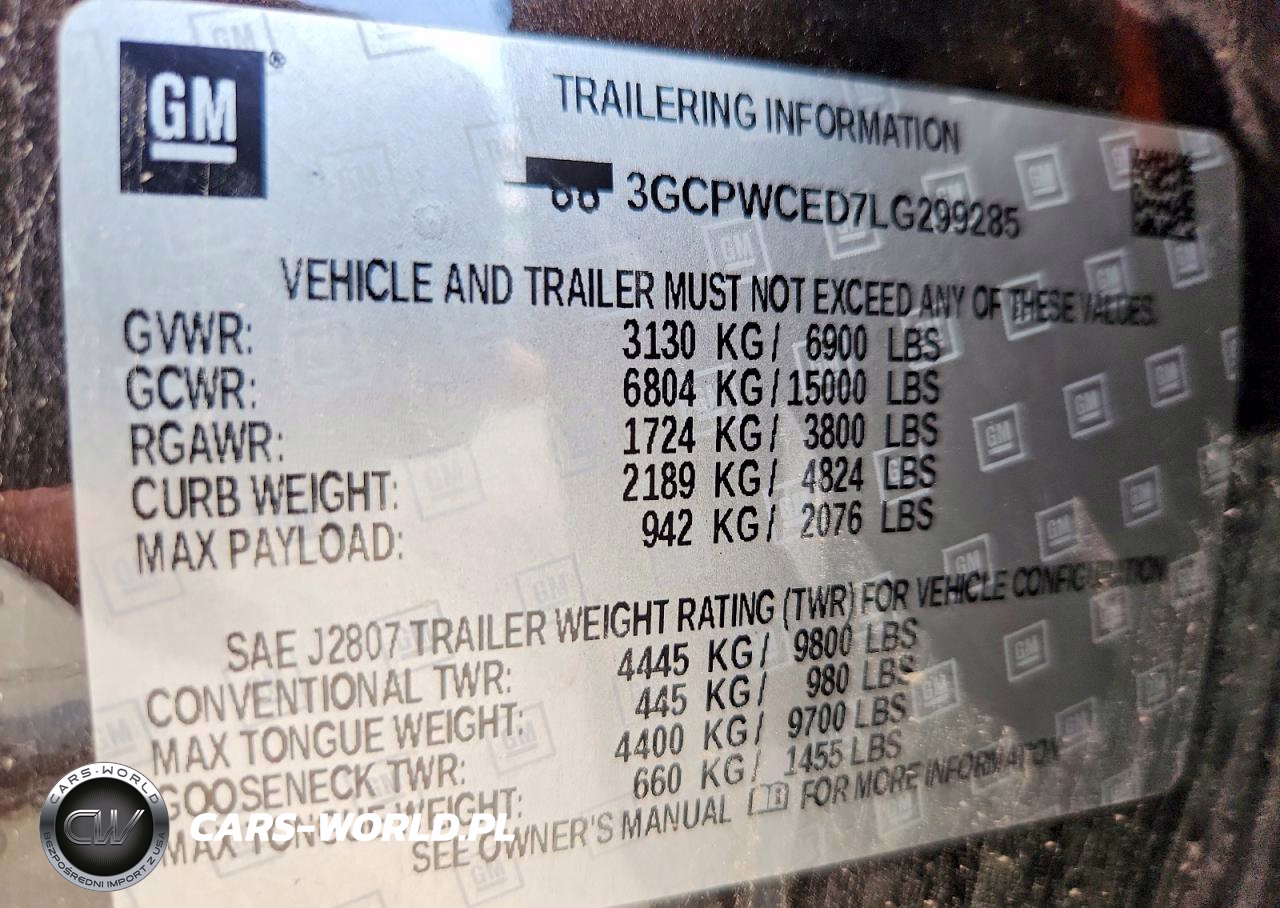 GM ®
TRAILERING INFORMATION
3GCPWCED7LG299285
VEHICLE AND TRAILER MUST NOT EXCEED ANY OF THESE VALUES.
GVWR: 3130 KG / 6900 LBS
GCWR: 6804 KG / 15000 LBS
RGAWR: 1724 KG / 3800 LBS
CURB WEIGHT: 2189 KG / 4824 LBS
MAX PAYLOAD: 942 KG / 2076 LBS
SAE J2807 TRAILER WEIGHT RATING (TWR) FOR VEHICLE CONFIGURATION
CONVENTIONAL TWR: 4445 KG / 9800 LBS
MAX TONGUE WEIGHT: 445 KG / 980 LBS
GOOSENECK TWR: 4400 KG / 9700 LBS
MAX TONGUE WEIGHT: 660 KG / 1455 LBS
SEE OWNER'S MANUAL FOR MORE INFORMATION
CARS-WORLD
CW
BEZPOŚREDNI IMPORT Z USA
CARS-WORLD.PL